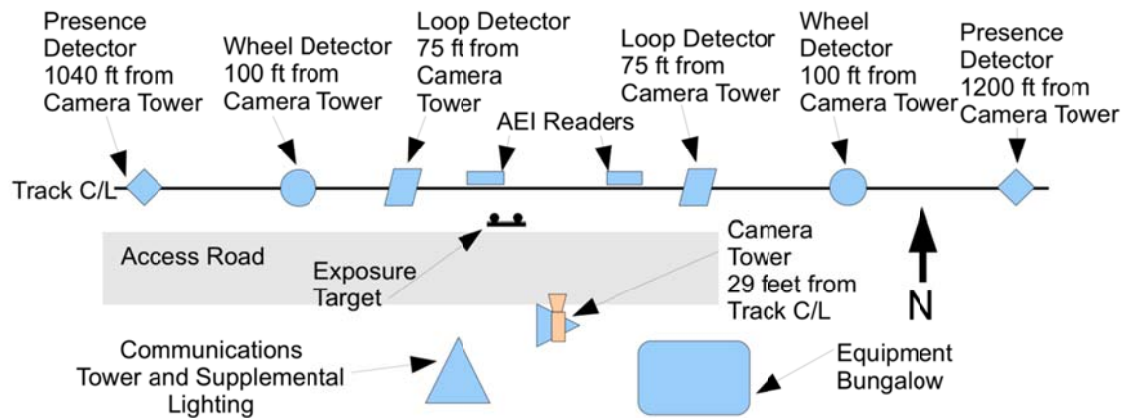 Presence
Detector
1040 ft from
Camera Tower
Wheel Detector
100 ft from
Camera Tower
Loop Detector
75 ft from
Camera
Tower
AEI Readers
Loop Detector
75 ft from
Camera Tower
Wheel
Detector
100 ft from
Camera Tower
Presence
Detector
1200 ft from
Camera Tower
Track C/L
Access Road
Exposure
Target
Camera
Tower
29 feet from
Track C/L
N
Communications
Tower and Supplemental
Lighting
Equipment
Bungalow